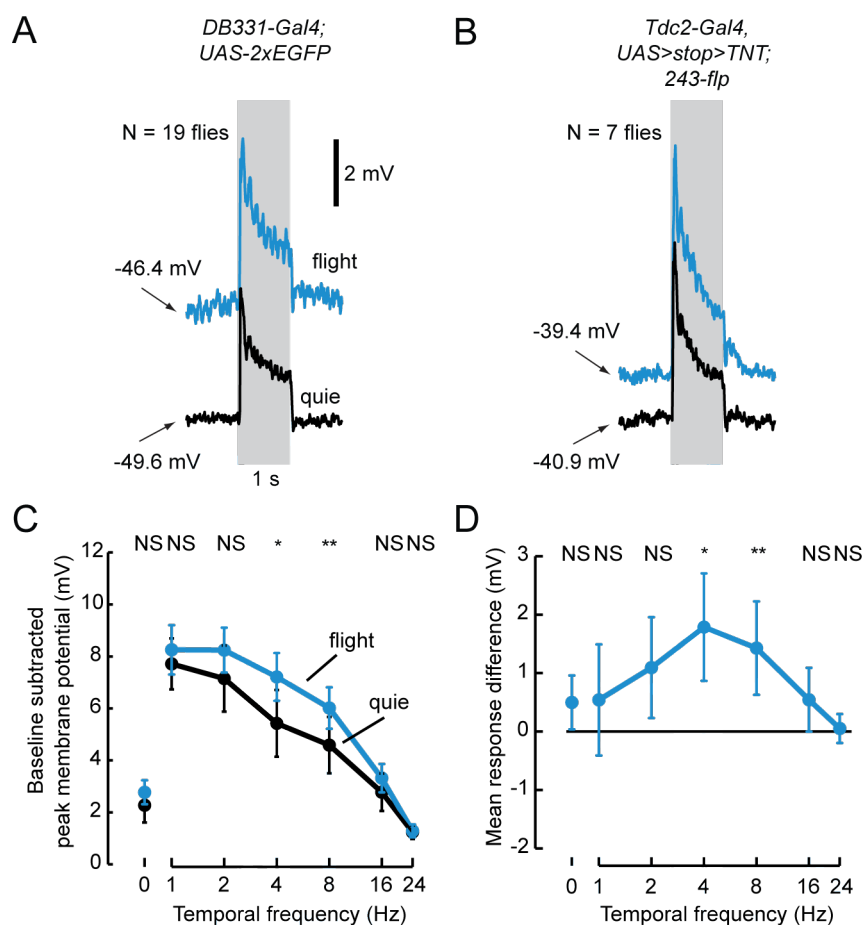 A
DB331-Gal4;
UAS-2xEGFP
N = 19 flies
2 mV
-46.4 mV
flight
quie
-49.6 mV
1 s
B
Tdc2-Gal4,
UAS>stop>TNT;
243-flp
N = 7 flies
-39.4 mV
-40.9 mV
C
NS NS NS * ** NS NS
12
10
8
6
4
2
0
flight
quie
Baseline subtracted
peak membrane potential (mV)
0 1 2 4 8 16 24
Temporal frequency (Hz)
D
NS NS NS * ** NS NS
3
2
1
0
-1
-2
Mean response difference (mV)
0 1 2 4 8 16 24
Temporal frequency (Hz)